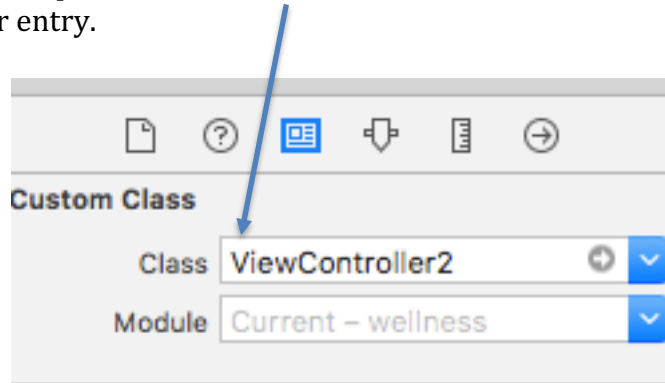 r entry.
Custom Class
Class ViewController2
Module Current – wellness